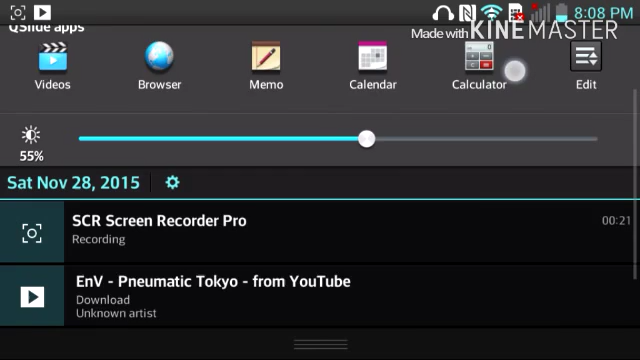 8:08 PM
QSlide apps
Made with KINEMASTER
Videos Browser Memo Calendar Calculator Edit
55%
Sat Nov 28, 2015
SCR Screen Recorder Pro 00:21
Recording
EnV - Pneumatic Tokyo - from YouTube
Download
Unknown artist